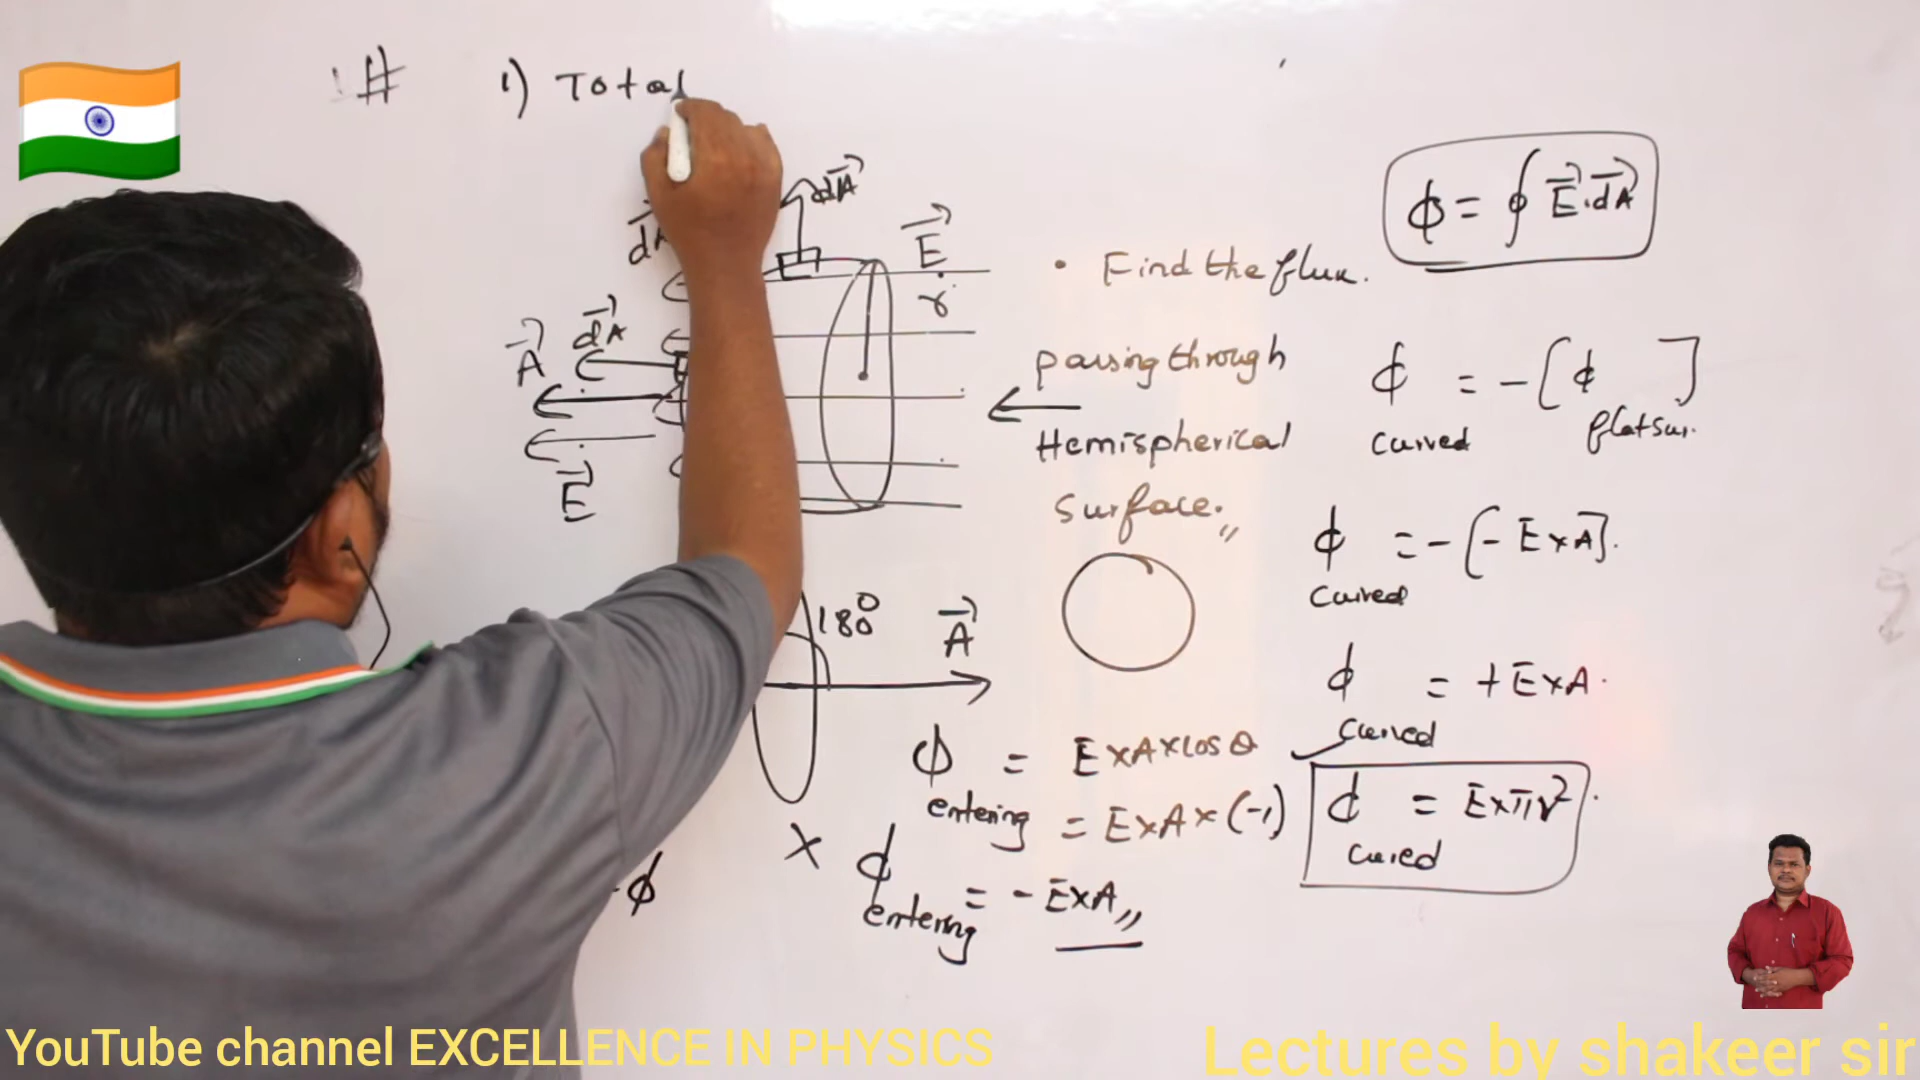 # 1) Total
dA
dA
E
r
A dA
E
• Find the flux.
passing through
Hemispherical
surface.
ϕ = ∮ E . dA
ϕ curved = - [ϕ flat sur.]
ϕ curved = - [- E×A].
ϕ curved = + E×A.
ϕ cured = E×πr²
180° A
ϕ entering = E×A×cos θ
= E×A×(-1)
× ϕ entering = - E×A
ϕ
YouTube channel EXCELLENCE IN PHYSICS
Lectures by shakeer sir